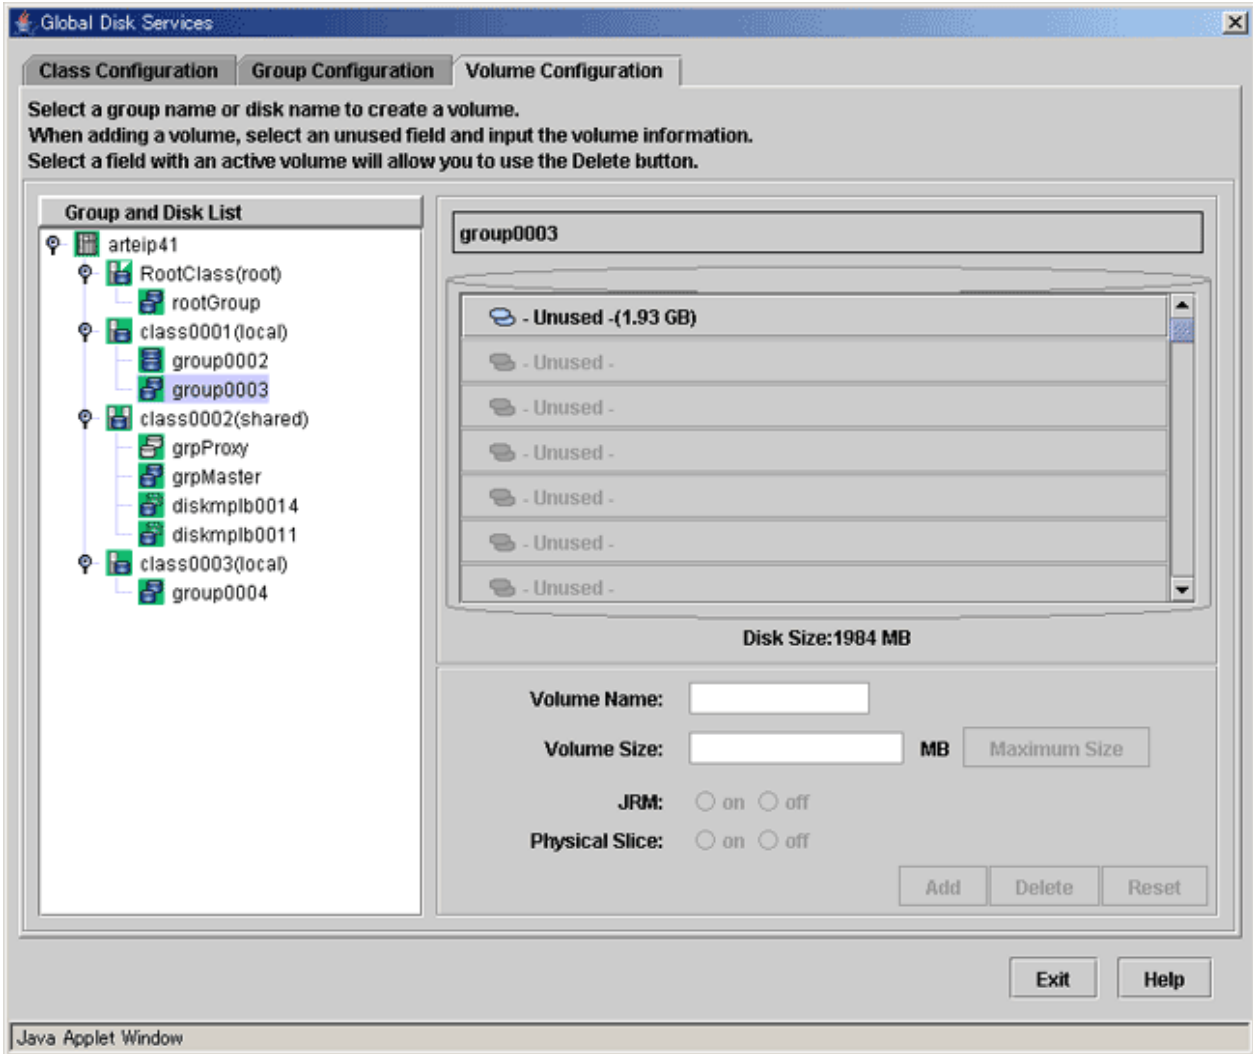 Global Disk Services
Class Configuration Group Configuration Volume Configuration
Select a group name or disk name to create a volume.
When adding a volume, select an unused field and input the volume information.
Select a field with an active volume will allow you to use the Delete button.
Group and Disk List
arteip41
RootClass(root)
rootGroup
class0001(local)
group0002
group0003
class0002(shared)
grpProxy
grpMaster
diskmplb0014
diskmplb0011
class0003(local)
group0004
group0003
- Unused -(1.93 GB)
- Unused -
- Unused -
- Unused -
- Unused -
- Unused -
- Unused -
Disk Size:1984 MB
Volume Name:
Volume Size: MB Maximum Size
JRM: on off
Physical Slice: on off
Add Delete Reset
Exit Help
Java Applet Window